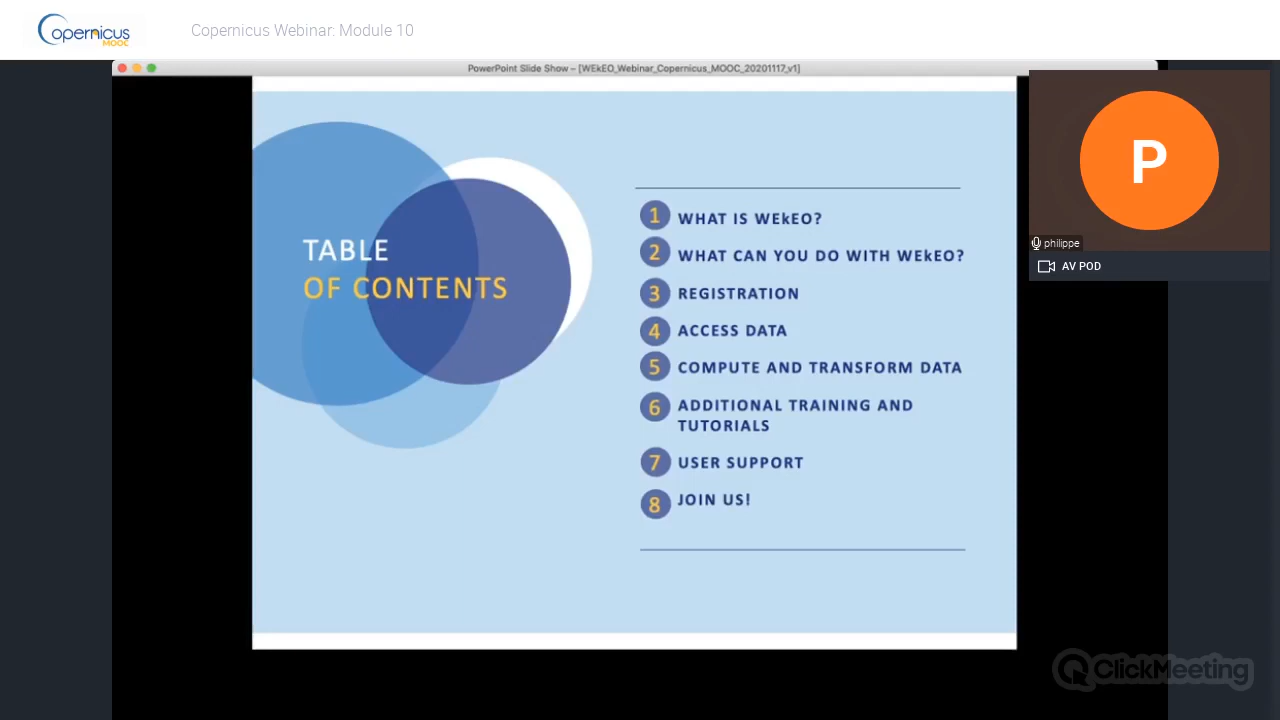 Copernicus
MOOC
Copernicus Webinar: Module 10
PowerPoint Slide Show – [WEkEO_Webinar_Copernicus_MOOC_20201117_v1]
TABLE
OF CONTENTS
1 WHAT IS WEkEO?
2 WHAT CAN YOU DO WITH WEkEO?
3 REGISTRATION
4 ACCESS DATA
5 COMPUTE AND TRANSFORM DATA
6 ADDITIONAL TRAINING AND
TUTORIALS
7 USER SUPPORT
8 JOIN US!
P
philippe
AV POD
ClickMeeting